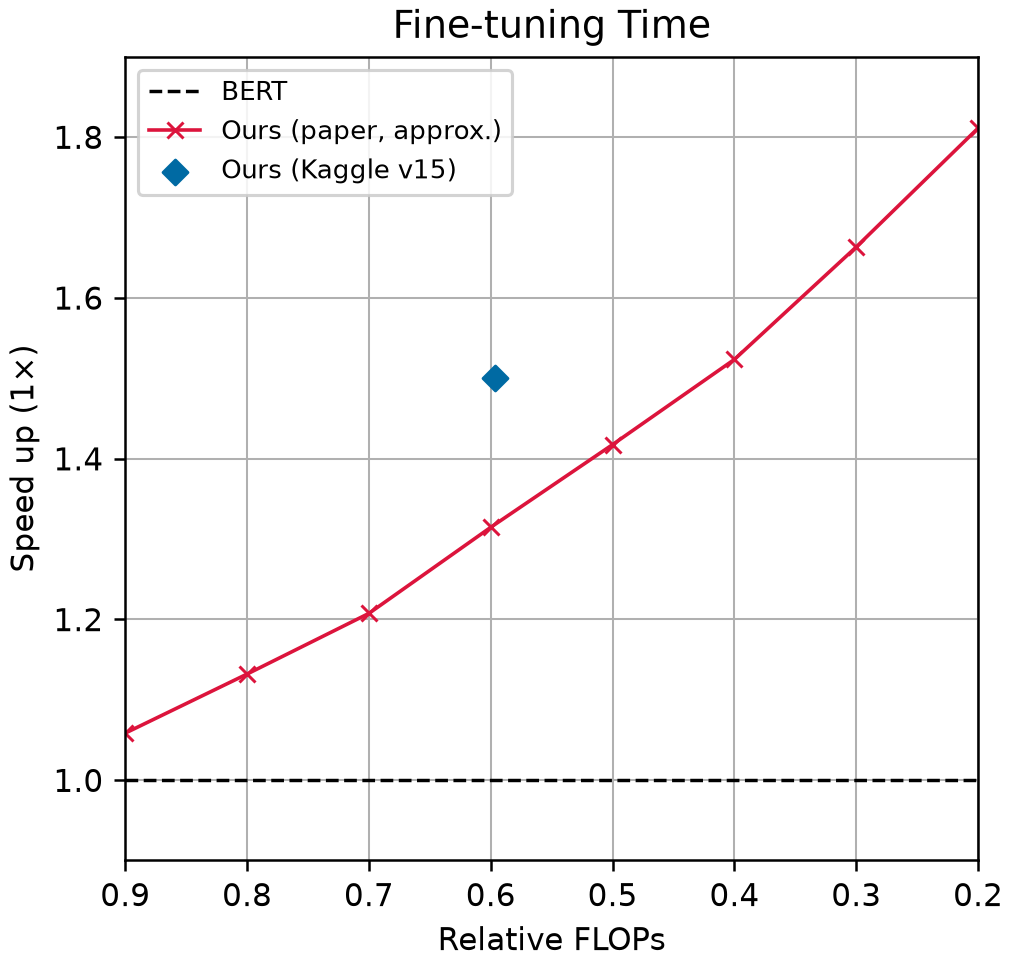 Fine-tuning Time
BERT
Ours (paper, approx.)
Ours (Kaggle v15)
1.8
1.6
1.4
1.2
1.0
Speed up (1×)
0.9 0.8 0.7 0.6 0.5 0.4 0.3 0.2
Relative FLOPs